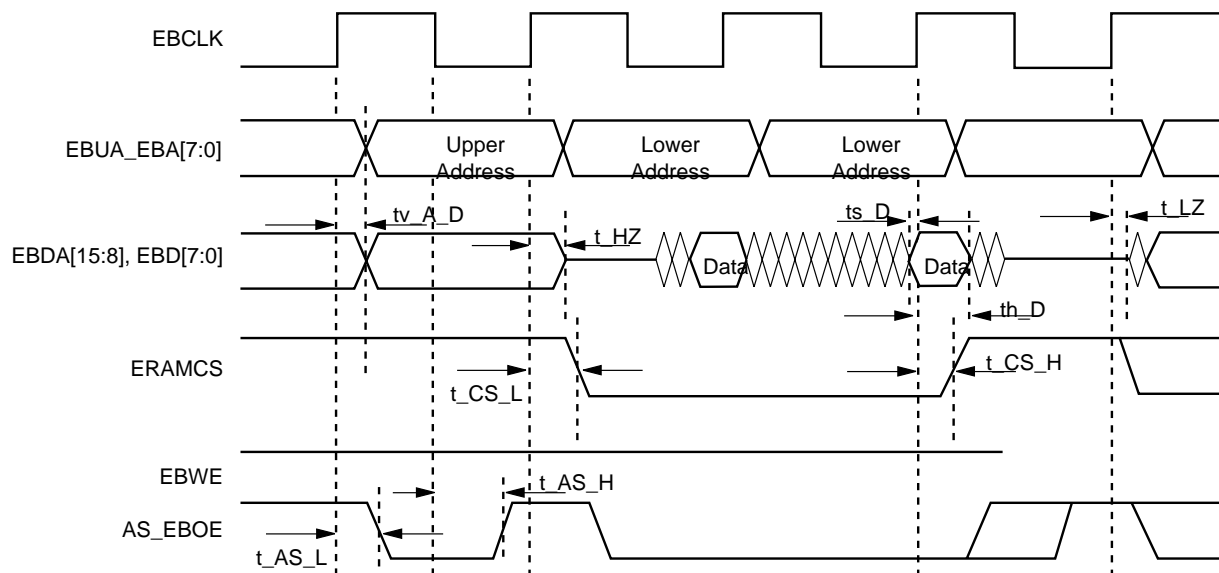 EBCLK
EBUA_EBA[7:0]
Upper
Address
Lower
Address
Lower
Address
tv_A_D
ts_D
t_LZ
t_HZ
EBDA[15:8], EBD[7:0]
Data
Data
th_D
ERAMCS
t_CS_L
t_CS_H
EBWE
t_AS_H
AS_EBOE
t_AS_L